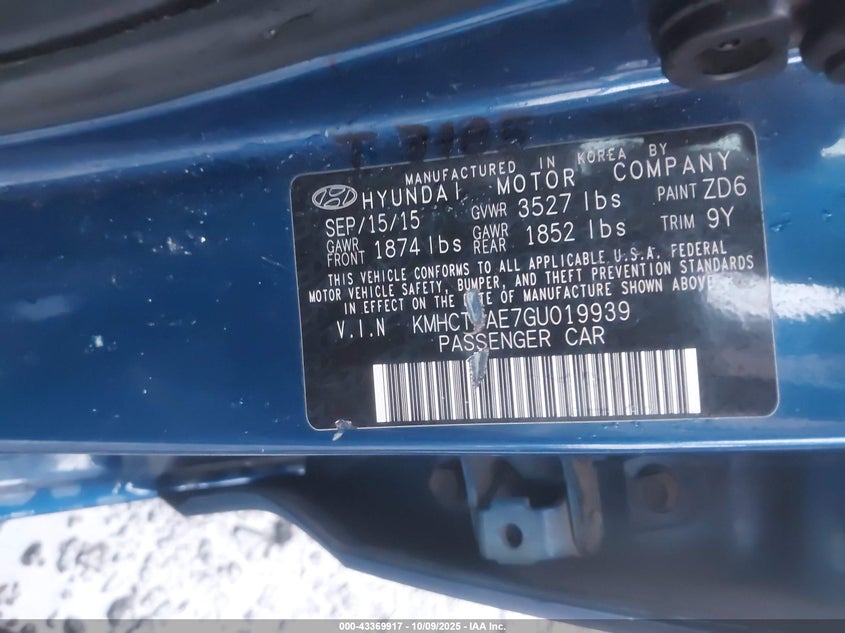 T 3195
MANUFACTURED IN KOREA BY
HYUNDAI MOTOR COMPANY
SEP/15/15 GVWR 3527 lbs PAINT ZD6
GAWR FRONT 1874 lbs GAWR REAR 1852 lbs TRIM 9Y
THIS VEHICLE CONFORMS TO ALL APPLICABLE U.S.A. FEDERAL
MOTOR VEHICLE SAFETY, BUMPER, AND THEFT PREVENTION STANDARDS
IN EFFECT ON THE DATE OF MANUFACTURE SHOWN ABOVE
V.I.N
PASSENGER CAR
000-43369917 - 10/09/2025 - IAA Inc.